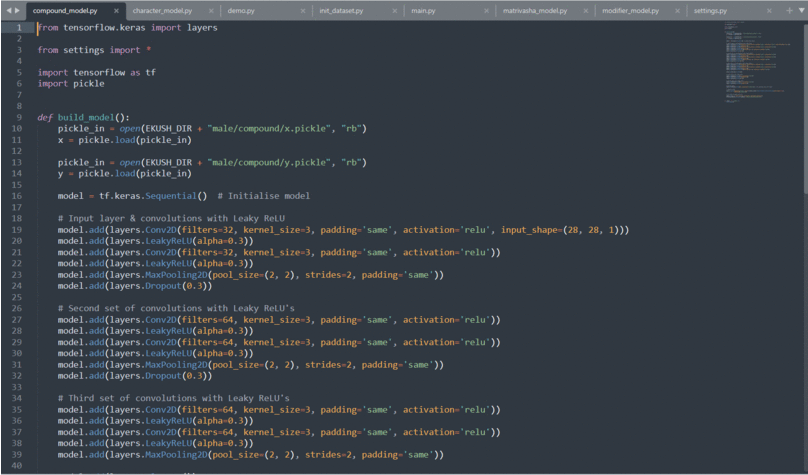 compound_model.py character_model.py demo.py init_dataset.py main.py matrivasha_model.py modifier_model.py settings.py
1 from tensorflow.keras import layers
2
3 from settings import *
4
5 import tensorflow as tf
6 import pickle
7
8
9 def build_model():
10 pickle_in = open(EKUSH_DIR + "male/compound/x.pickle", "rb")
11 x = pickle.load(pickle_in)
12
13 pickle_in = open(EKUSH_DIR + "male/compound/y.pickle", "rb")
14 y = pickle.load(pickle_in)
15
16 model = tf.keras.Sequential() # Initialise model
17
18 # Input layer & convolutions with Leaky ReLU
19 model.add(layers.Conv2D(filters=32, kernel_size=3, padding='same', activation='relu', input_shape=(28, 28, 1)))
20 model.add(layers.LeakyReLU(alpha=0.3))
21 model.add(layers.Conv2D(filters=32, kernel_size=3, padding='same', activation='relu'))
22 model.add(layers.LeakyReLU(alpha=0.3))
23 model.add(layers.MaxPooling2D(pool_size=(2, 2), strides=2, padding='same'))
24 model.add(layers.Dropout(0.3))
25
26 # Second set of convolutions with Leaky ReLU's
27 model.add(layers.Conv2D(filters=64, kernel_size=3, padding='same', activation='relu'))
28 model.add(layers.LeakyReLU(alpha=0.3))
29 model.add(layers.Conv2D(filters=64, kernel_size=3, padding='same', activation='relu'))
30 model.add(layers.LeakyReLU(alpha=0.3))
31 model.add(layers.MaxPooling2D(pool_size=(2, 2), strides=2, padding='same'))
32 model.add(layers.Dropout(0.3))
33
34 # Third set of convolutions with Leaky ReLU's
35 model.add(layers.Conv2D(filters=64, kernel_size=3, padding='same', activation='relu'))
36 model.add(layers.LeakyReLU(alpha=0.3))
37 model.add(layers.Conv2D(filters=64, kernel_size=3, padding='same', activation='relu'))
38 model.add(layers.LeakyReLU(alpha=0.3))
39 model.add(layers.MaxPooling2D(pool_size=(2, 2), strides=2, padding='same'))
40